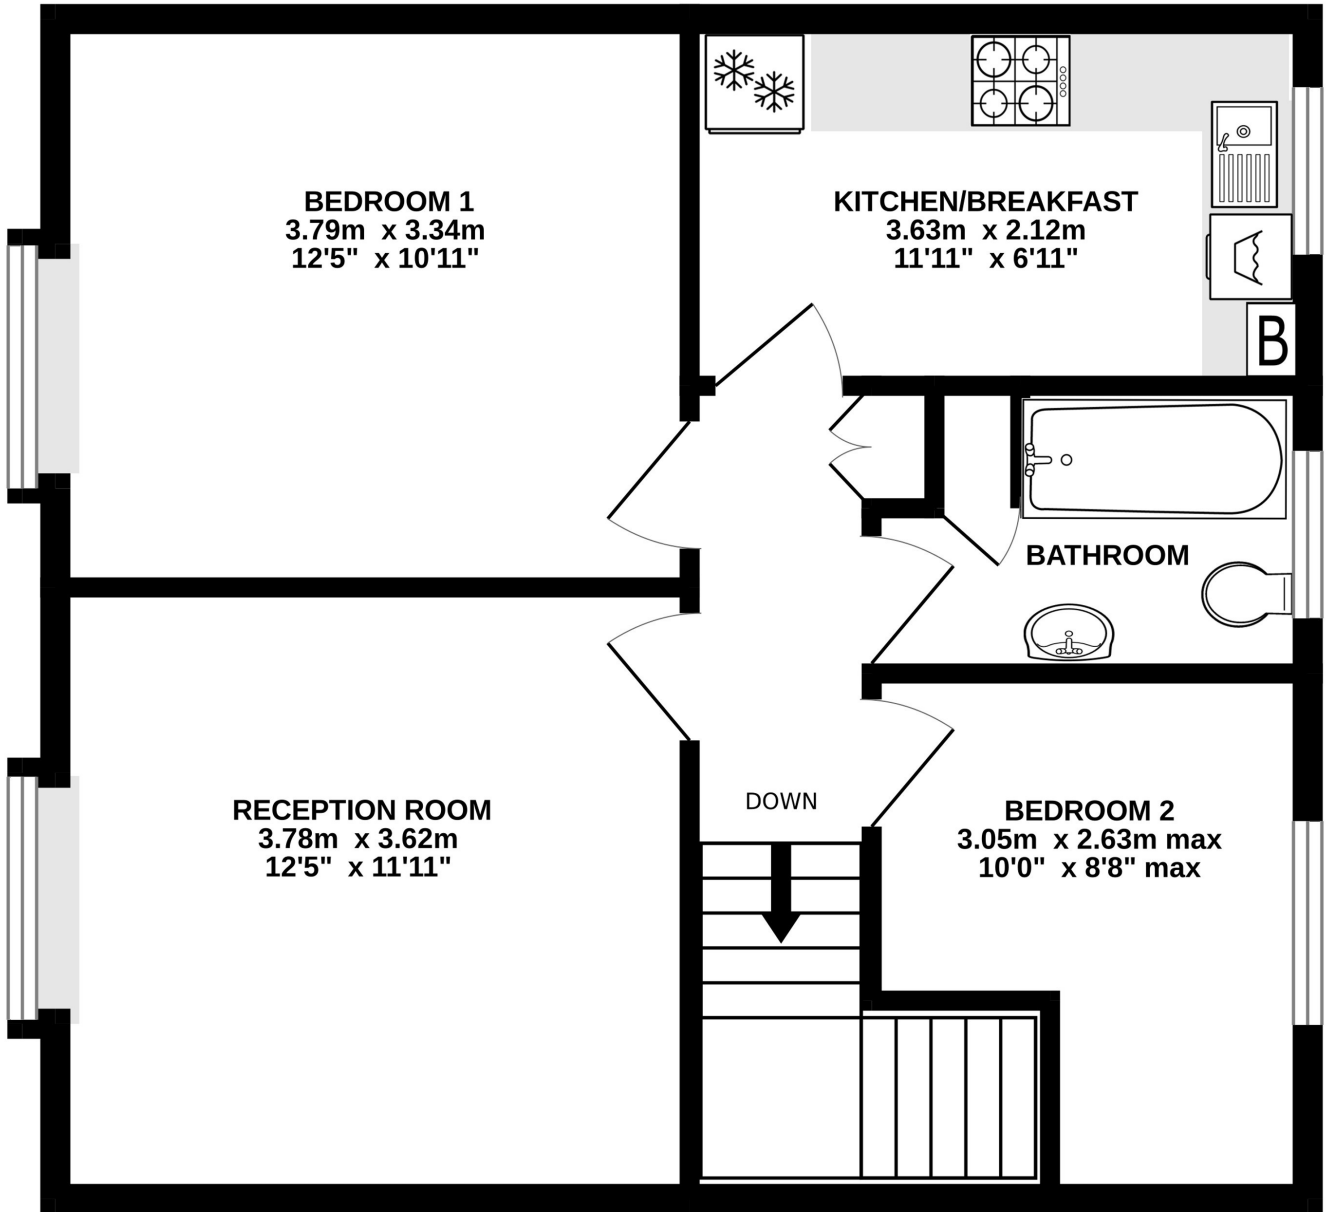 BEDROOM 1
3.79m x 3.34m
12'5" x 10'11"
KITCHEN/BREAKFAST
3.63m x 2.12m
11'11" x 6'11"
B
BATHROOM
RECEPTION ROOM
3.78m x 3.62m
12'5" x 11'11"
DOWN
BEDROOM 2
3.05m x 2.63m max
10'0" x 8'8" max